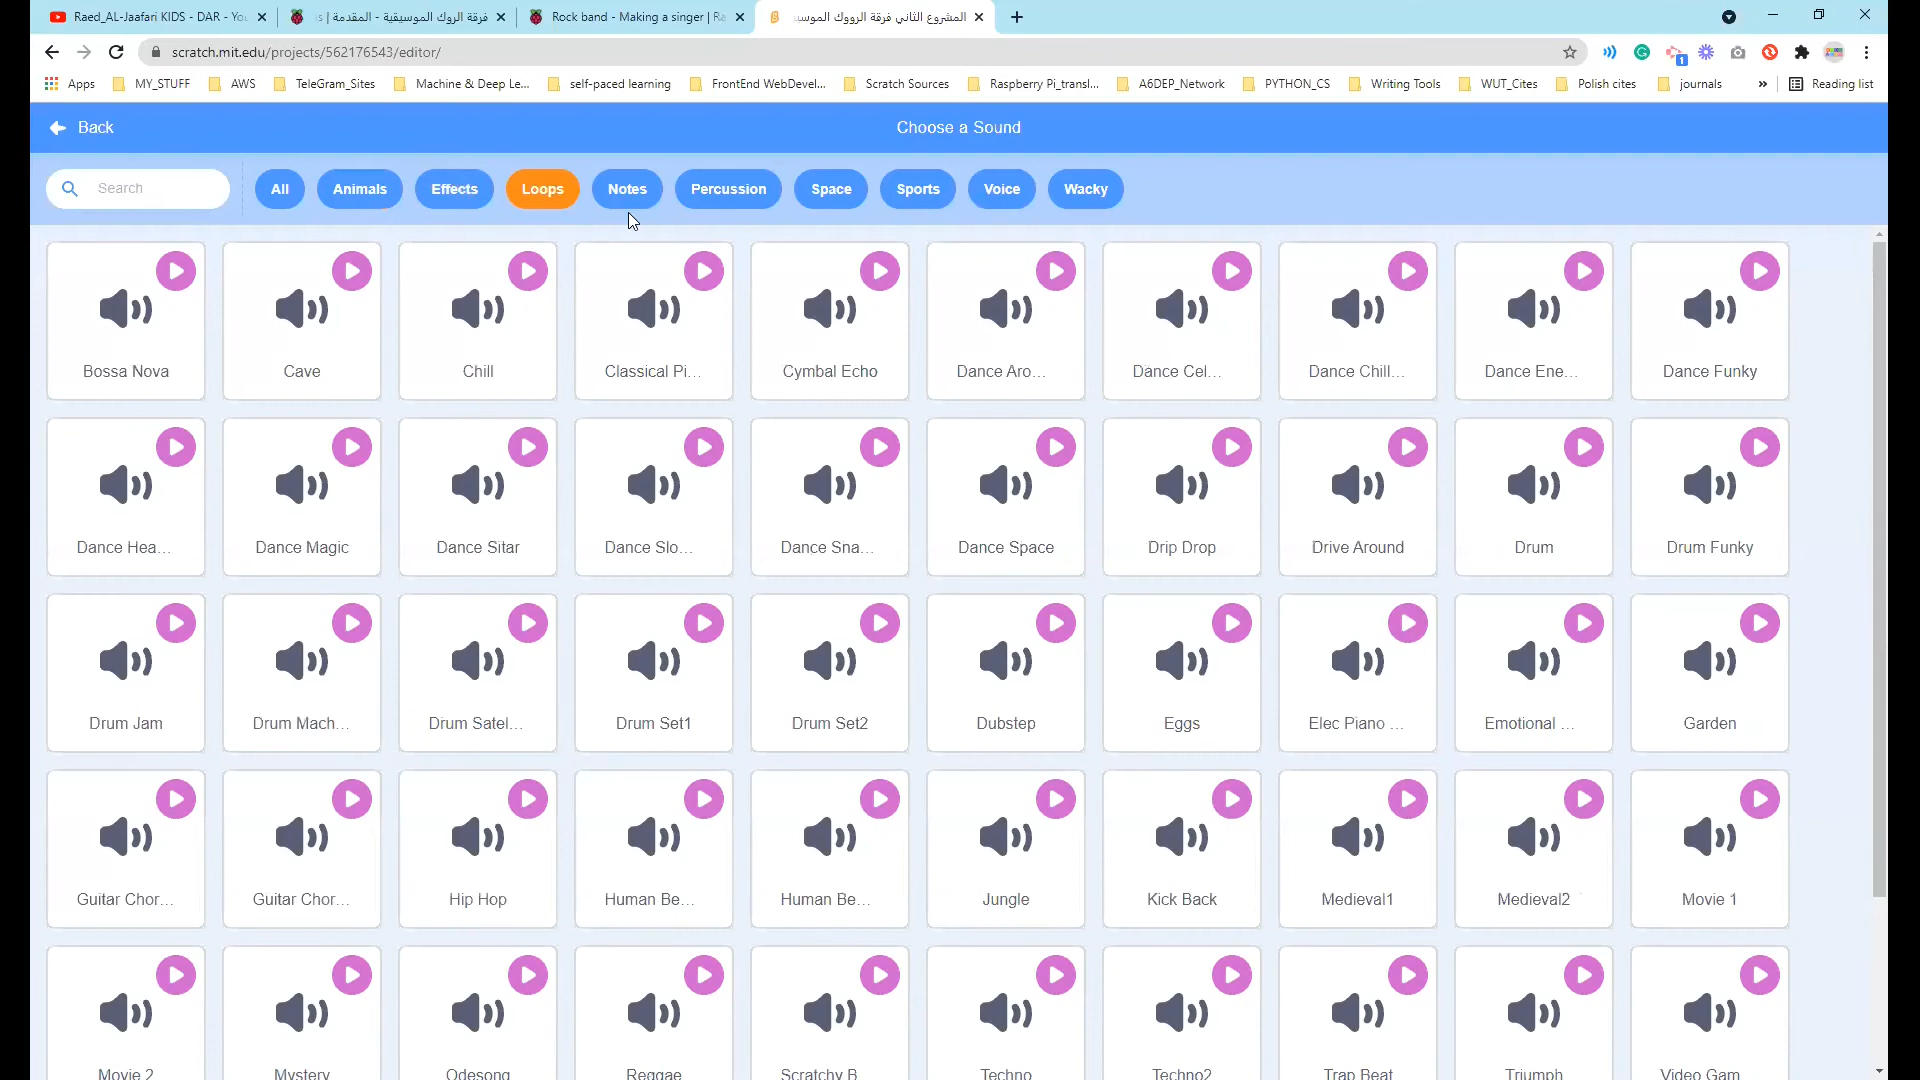 Raed_AL-Jaafari KIDS - DAR - You
فرقة الروك الموسيقية - المقدمة | s
Rock band - Making a singer | Ra
المشروع الثاني فرقة الرووك الموسيـ
scratch.mit.edu/projects/562176543/editor/
1
Apps MY_STUFF AWS TeleGram_Sites Machine & Deep Le... self-paced learning FrontEnd WebDevel... Scratch Sources Raspberry Pi_transl... A6DEP_Network PYTHON_CS Writing Tools WUT_Cites Polish cites journals » Reading list
Back Choose a Sound
Search All Animals Effects Loops Notes Percussion Space Sports Voice Wacky
Bossa Nova Cave Chill Classical Pi... Cymbal Echo Dance Aro... Dance Cel... Dance Chill... Dance Ene... Dance Funky
Dance Hea... Dance Magic Dance Sitar Dance Slo... Dance Sna... Dance Space Drip Drop Drive Around Drum Drum Funky
Drum Jam Drum Mach... Drum Satel... Drum Set1 Drum Set2 Dubstep Eggs Elec Piano ... Emotional ... Garden
Guitar Chor... Guitar Chor... Hip Hop Human Be... Human Be... Jungle Kick Back Medieval1 Medieval2 Movie 1
Movie 2 Mystery Odesong Reggae Scratchy B Techno Techno2 Trap Beat Triumph Video Gam